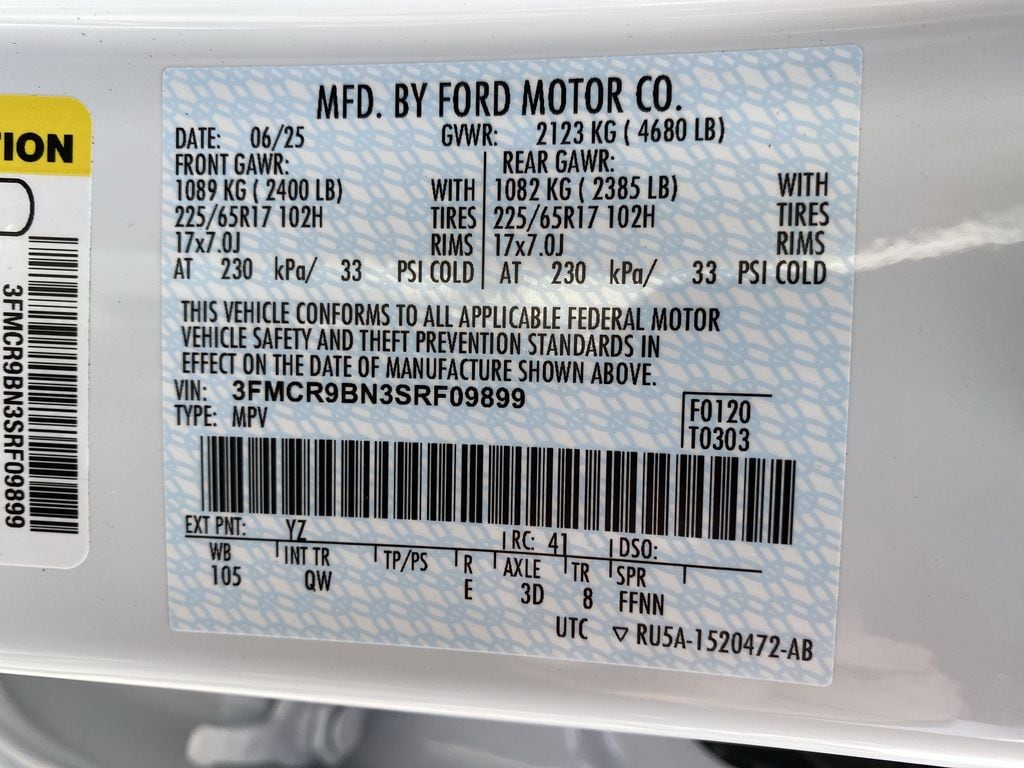 TION
3FMCR9BN3SRF09899
MFD. BY FORD MOTOR CO.
DATE: 06/25 GVWR: 2123 KG ( 4680 LB)
FRONT GAWR: REAR GAWR:
1089 KG ( 2400 LB) WITH 1082 KG ( 2385 LB) WITH
225/65R17 102H TIRES 225/65R17 102H TIRES
17x7.0J RIMS 17x7.0J RIMS
AT 230 kPa/ 33 PSI COLD AT 230 kPa/ 33 PSI COLD
THIS VEHICLE CONFORMS TO ALL APPLICABLE FEDERAL MOTOR
VEHICLE SAFETY AND THEFT PREVENTION STANDARDS IN
EFFECT ON THE DATE OF MANUFACTURE SHOWN ABOVE.
VIN: 3FMCR9BN3SRF09899
TYPE: MPV
F0120
T0303
EXT PNT: YZ RC: 41 DSO:
WB INT TR TP/PS R AXLE TR SPR
105 QW E 3D 8 FFNN
UTC ▽ RU5A-1520472-AB